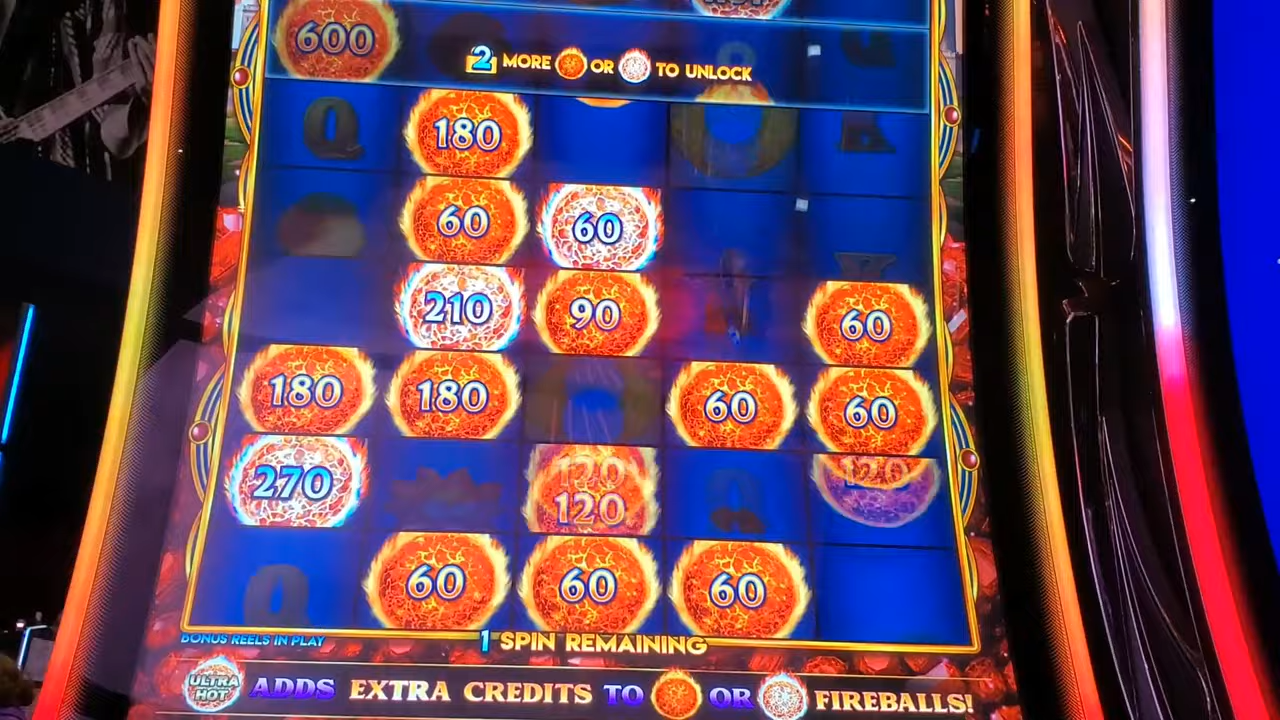 HOT
600
2 MORE OR TO UNLOCK
Q 180 K
60 60
210 90 60
180 180 60 60
270 120 120 120
Q 60 60 60
BONUS REELS IN PLAY
1 SPIN REMAINING
ULTRA HOT ADDS EXTRA CREDITS TO OR FIREBALLS!